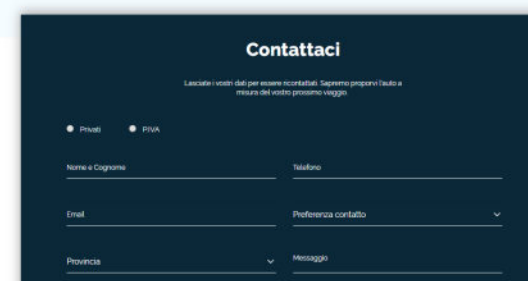 Contattaci
Lasciate i vostri dati per essere ricontattati. Sapremo proporvi l'auto a
misura del vostro prossimo viaggio.
Privati P.IVA
Nome e Cognome Telefono
Email Preferenza contatto
Provincia Messaggio